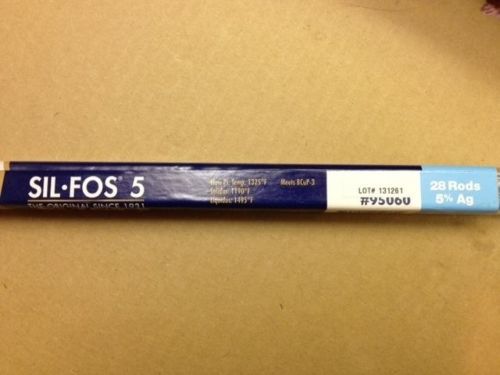 SIL·FOS® 5
THE ORIGINAL SINCE 1931
Flow Pt. Temp. 1325°F
Solidus: 1190°F
Liquidus: 1495°F
Meets BCuP-3
LOT# 131261
#95060
28 Rods
5% Ag